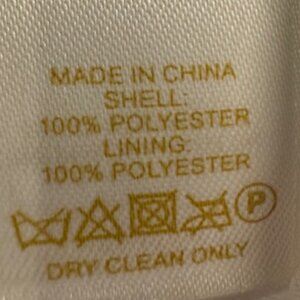 MADE IN CHINA
SHELL:
100% POLYESTER
LINING:
100% POLYESTER
P
DRY CLEAN ONLY